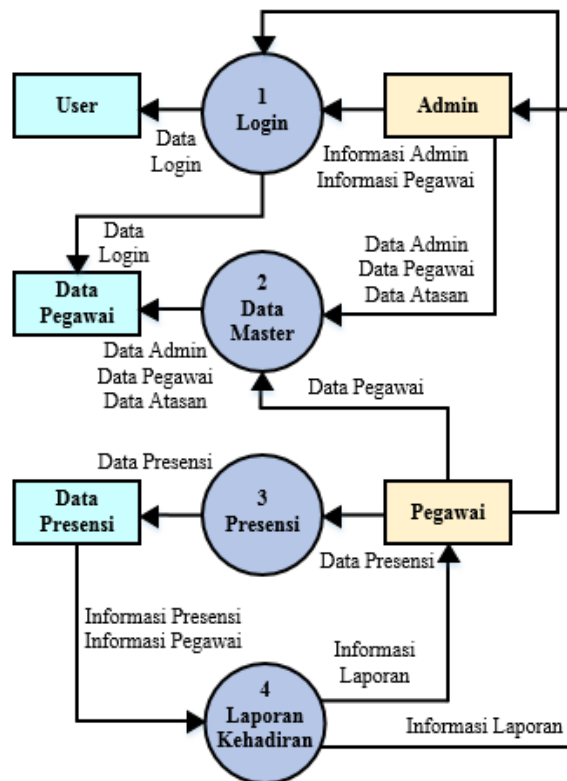 1
Login
User
Admin
Data
Login
Informasi Admin
Informasi Pegawai
Data
Login
Data Admin
Data Pegawai
Data Atasan
Data
Pegawai
2
Data
Master
Data Admin
Data Pegawai
Data Atasan
Data Pegawai
Data Presensi
Data
Presensi
3
Presensi
Pegawai
Data Presensi
Informasi Presensi
Informasi Pegawai
Informasi
Laporan
4
Laporan
Kehadiran
Informasi Laporan